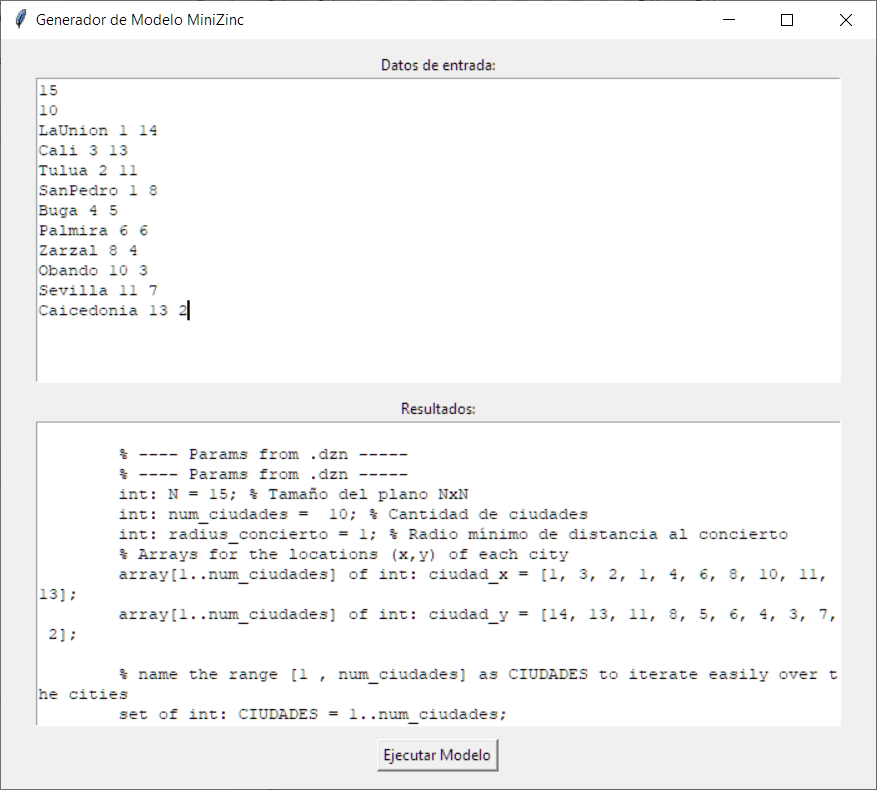 Generador de Modelo MiniZinc
Datos de entrada:
15
10
LaUnion 1 14
Cali 3 13
Tulua 2 11
SanPedro 1 8
Buga 4 5
Palmira 6 6
Zarzal 8 4
Obando 10 3
Sevilla 11 7
Caicedonia 13 2
Resultados:
% ---- Params from .dzn -----
% ---- Params from .dzn -----
int: N = 15; % Tamaño del plano NxN
int: num_ciudades =  10; % Cantidad de ciudades
int: radius_concierto = 1; % Radio mínimo de distancia al concierto
% Arrays for the locations (x,y) of each city
array[1..num_ciudades] of int: ciudad_x = [1, 3, 2, 1, 4, 6, 8, 10, 11,
13];
array[1..num_ciudades] of int: ciudad_y = [14, 13, 11, 8, 5, 6, 4, 3, 7,
2];
% name the range [1 , num_ciudades] as CIUDADES to iterate easily over t
he cities
set of int: CIUDADES = 1..num_ciudades;
Ejecutar Modelo